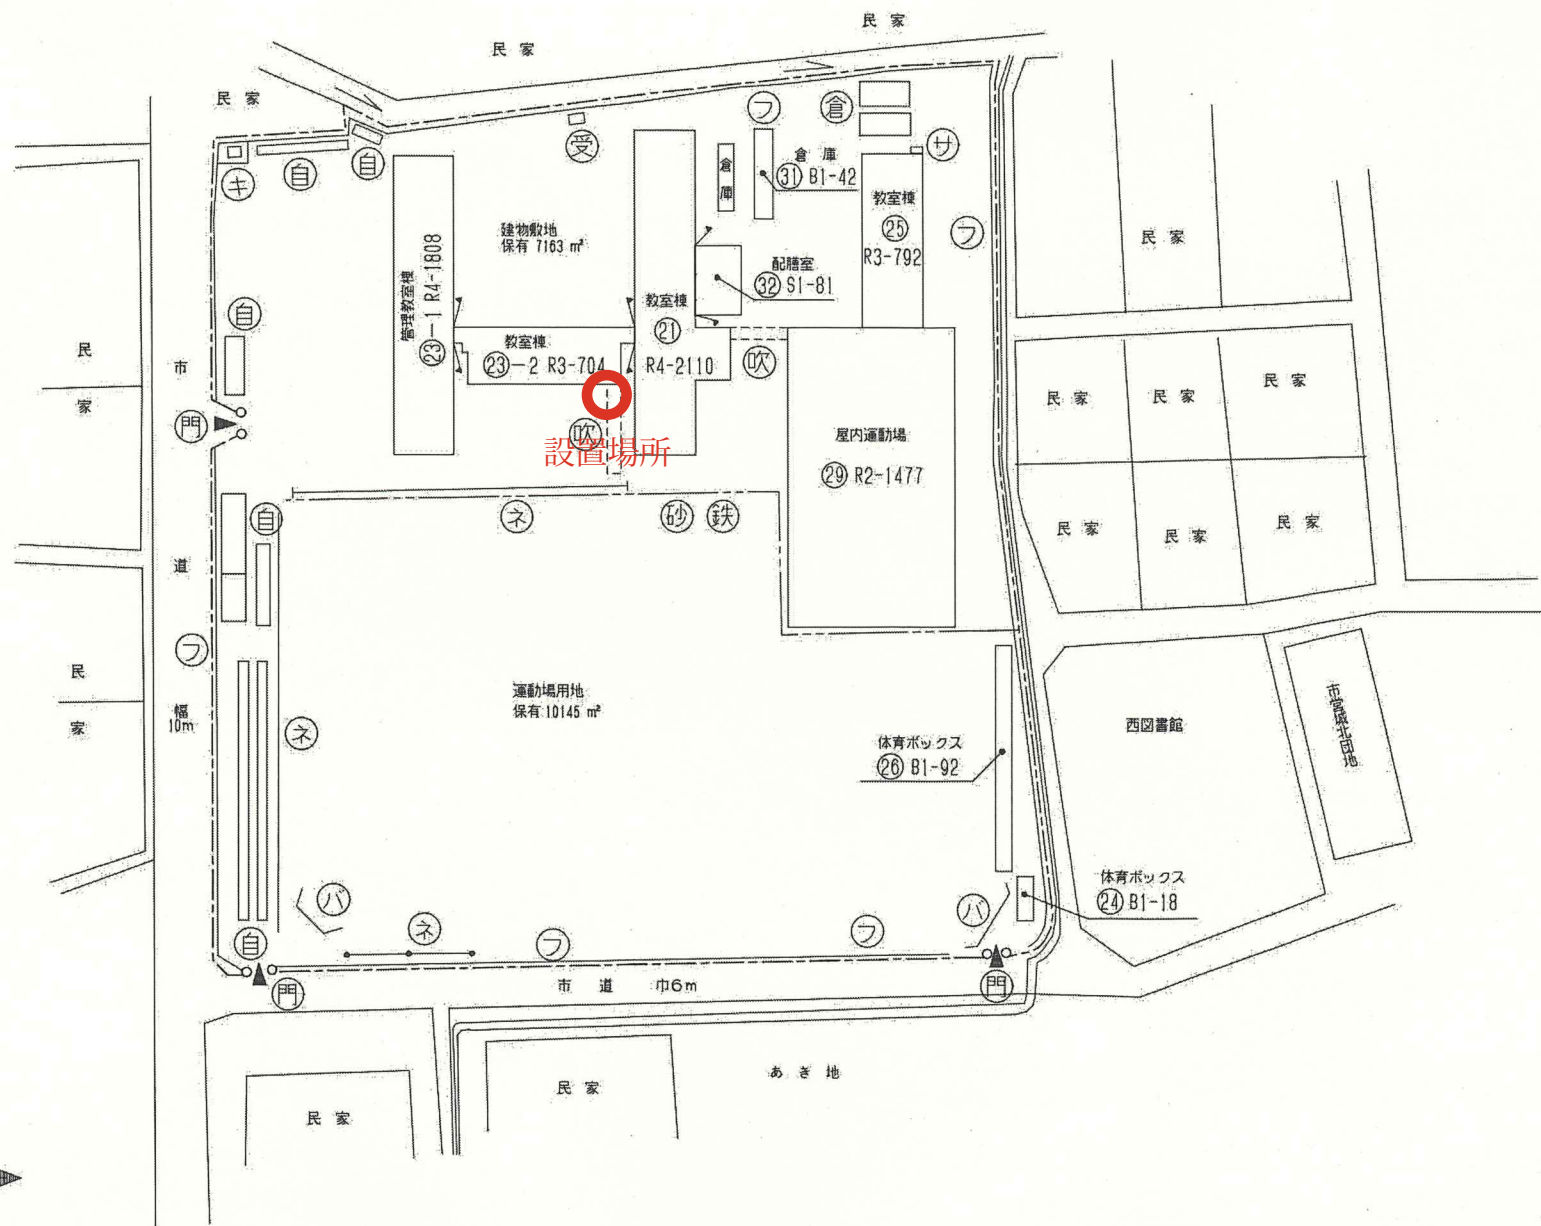 民 家
民 家
民 家
フ
倉
受
サ
自
自
キ
倉庫
倉 庫
㉛ B1-42
教室棟
㉕
R3-792
フ
建物敷地
保有 7163 ㎡
管理教室棟
㉓-1 R4-1808
配膳室
㉜ S1-81
教室棟
㉑
R4-2110
教室棟
㉓-2 R3-704
吹
吹
設置場所
自
門
民
家
市
道
幅
10m
フ
自
民 家
民 家
民 家
民 家
民 家
民 家
民 家
屋内運動場
㉙ R2-1477
ネ
砂
鉄
民
家
ネ
運動場用地
保有 10145 ㎡
体育ボックス
㉖ B1-92
西図書館
市営城北団地
体育ボックス
㉔ B1-18
バ
ネ
フ
フ
バ
自
門
門
市 道 巾6m
あ き 地
民 家
民 家